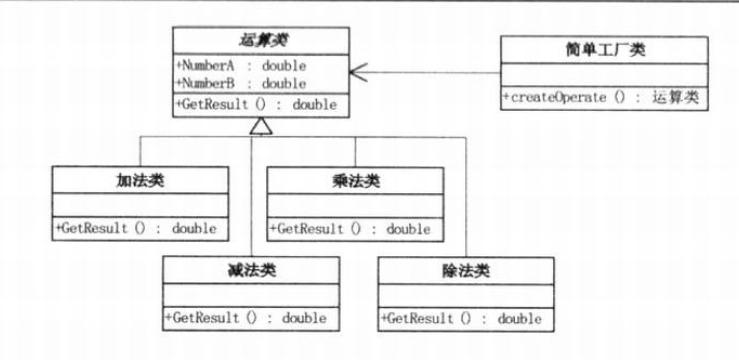 运算类
+NumberA : double
+NumberB : double
+GetResult () : double
简单工厂类
+createOperate () : 运算类
加法类
+GetResult () : double
乘法类
+GetResult () : double
减法类
+GetResult () : double
除法类
+GetResult () : double